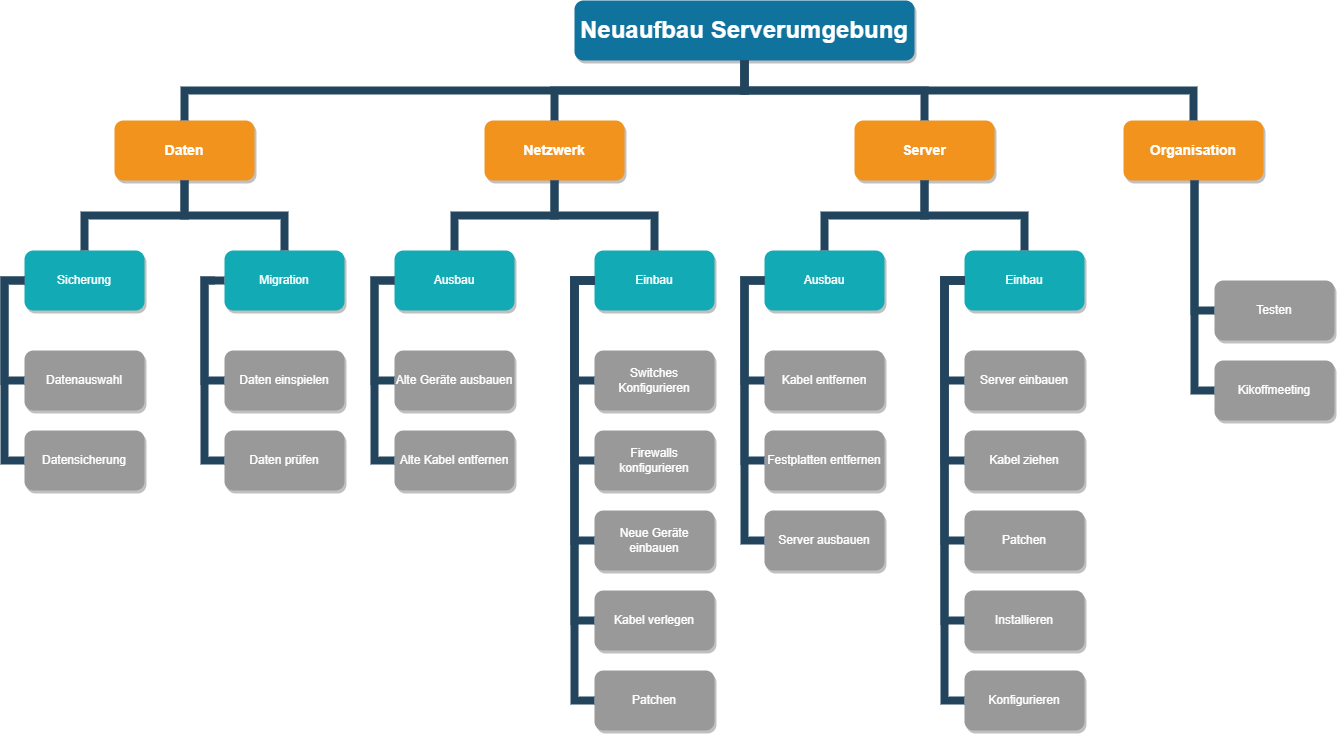 Neuaufbau Serverumgebung
Daten
Netzwerk
Server
Organisation
Sicherung
Migration
Ausbau
Einbau
Ausbau
Einbau
Testen
Kikoffmeeting
Datenauswahl
Datensicherung
Daten einspielen
Daten prüfen
Alte Geräte ausbauen
Alte Kabel entfernen
Switches
Konfigurieren
Firewalls
konfigurieren
Neue Geräte
einbauen
Kabel verlegen
Patchen
Kabel entfernen
Festplatten entfernen
Server ausbauen
Server einbauen
Kabel ziehen
Patchen
Installieren
Konfigurieren